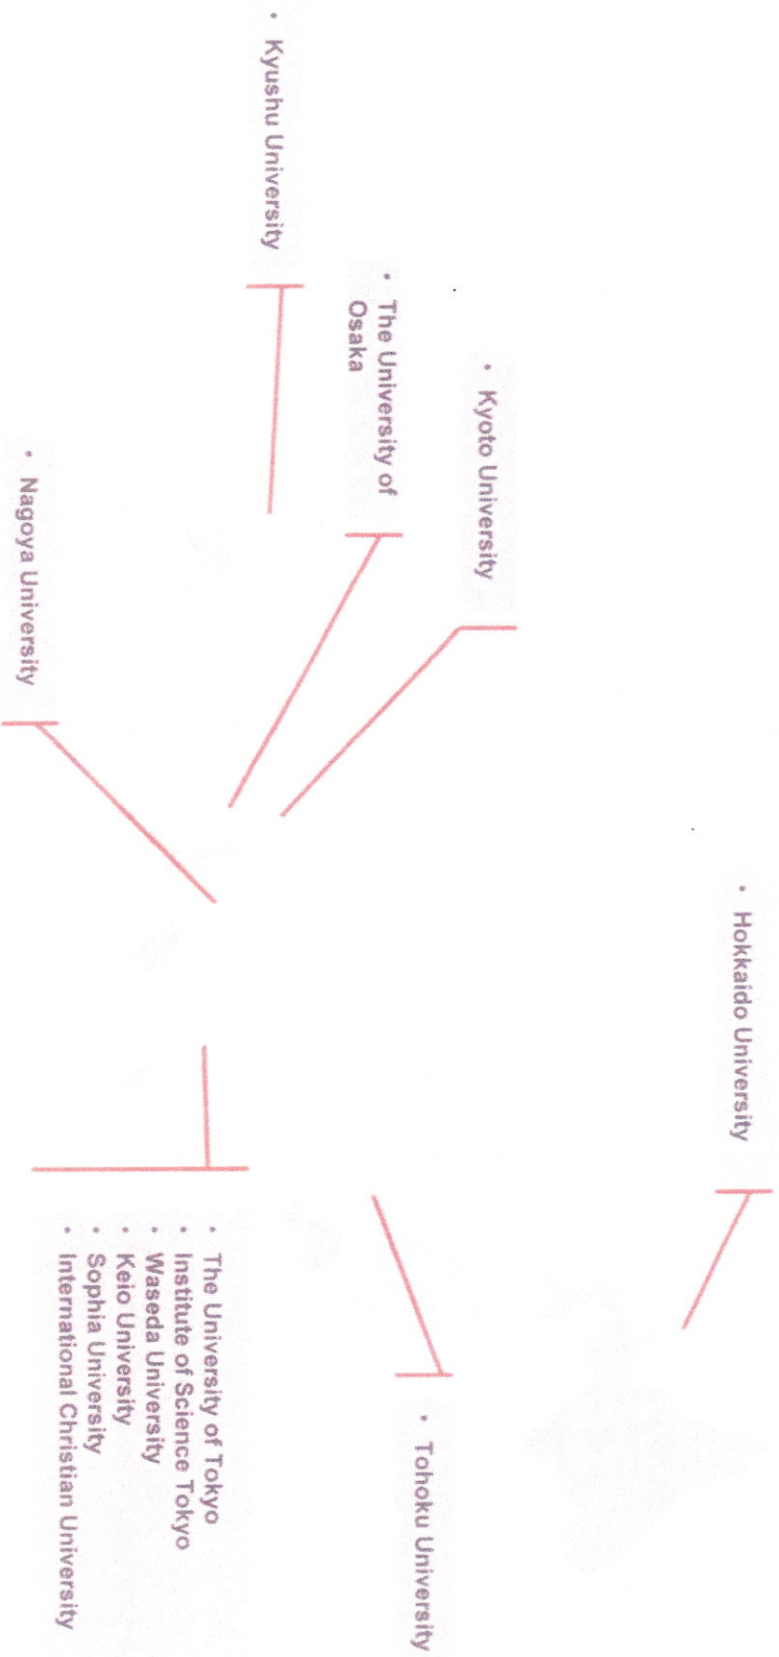 • Hokkaido University
• Kyoto University
• The University of
Osaka
• Kyushu University
• Tohoku University
• Nagoya University
• The University of Tokyo
• Institute of Science Tokyo
• Waseda University
• Keio University
• Sophia University
• International Christian University